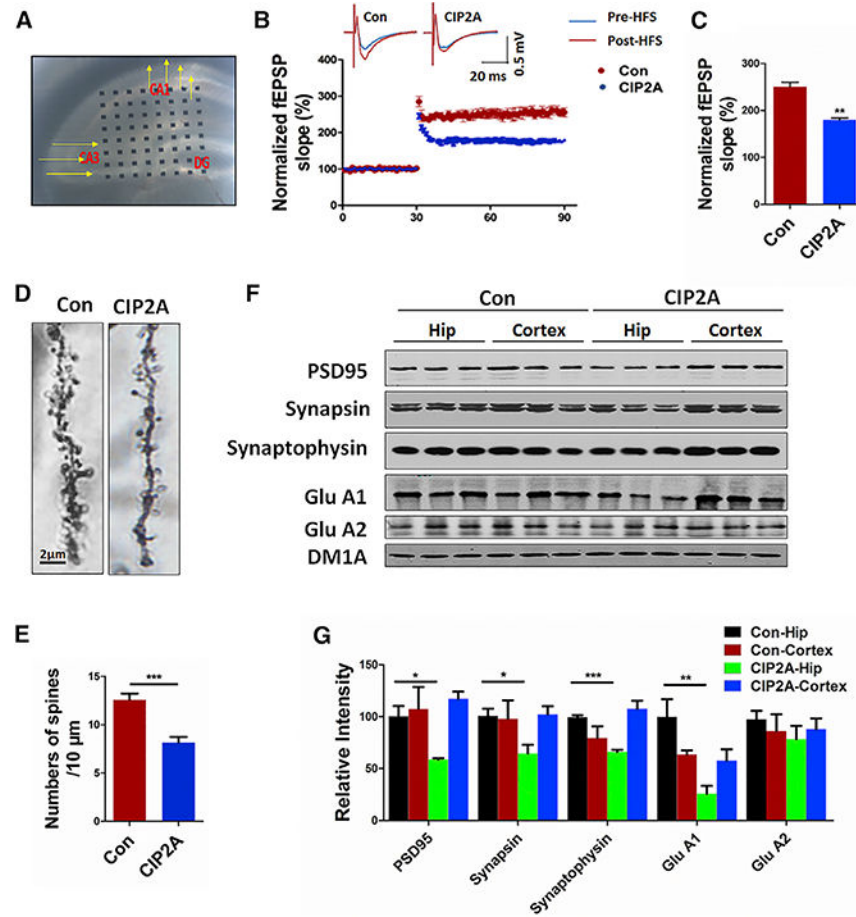 A
CA1
CA3
DG
B
Con
CIP2A
Pre-HFS
Post-HFS
20 ms
0.5 mV
Con
CIP2A
Normalized fEPSP
slope (%)
400
300
200
100
0
0
30
60
90
C
Normalized fEPSP
slope (%)
300
200
100
0
**
Con
CIP2A
D
Con
CIP2A
2µm
F
Con
CIP2A
Hip
Cortex
Hip
Cortex
PSD95
Synapsin
Synaptophysin
Glu A1
Glu A2
DM1A
E
Numbers of spines
/10 µm
15
10
5
0
***
Con
CIP2A
G
Con-Hip
Con-Cortex
CIP2A-Hip
CIP2A-Cortex
Relative Intensity
150
100
50
0
*
*
***
**
PSD95
Synapsin
Synaptophysin
Glu A1
Glu A2